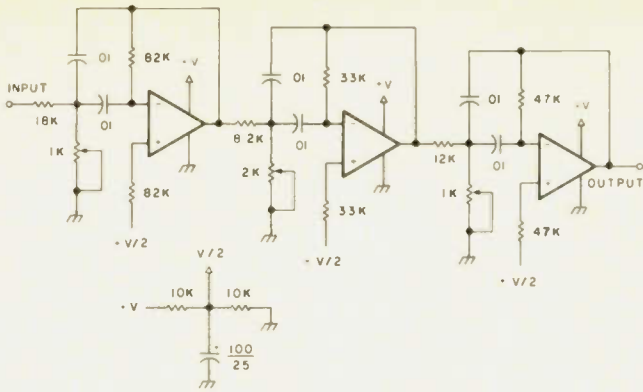 01
82K
+V
INPUT
18K
01
1K
82K
+ V/2
01
33K
+V
8 2K
01
2K
33K
+ V/2
01
47K
+V
12K
01
1K
OUTPUT
47K
+ V/2
V/2
+ V
10K
10K
+
100
25